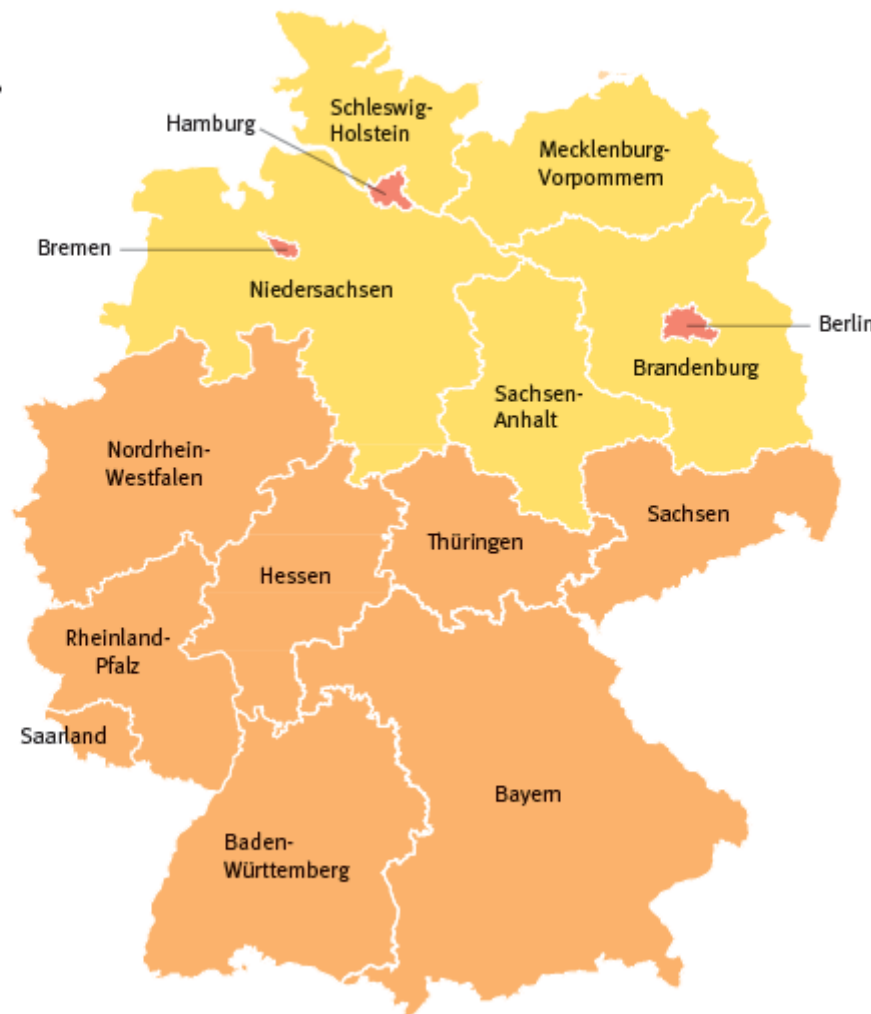 Schleswig-
Holstein
Hamburg
Mecklenburg-
Vorpommern
Bremen
Niedersachsen
Berlin
Brandenburg
Sachsen-
Anhalt
Nordrhein-
Westfalen
Sachsen
Thüringen
Hessen
Rheinland-
Pfalz
Saarland
Bayern
Baden-
Württemberg